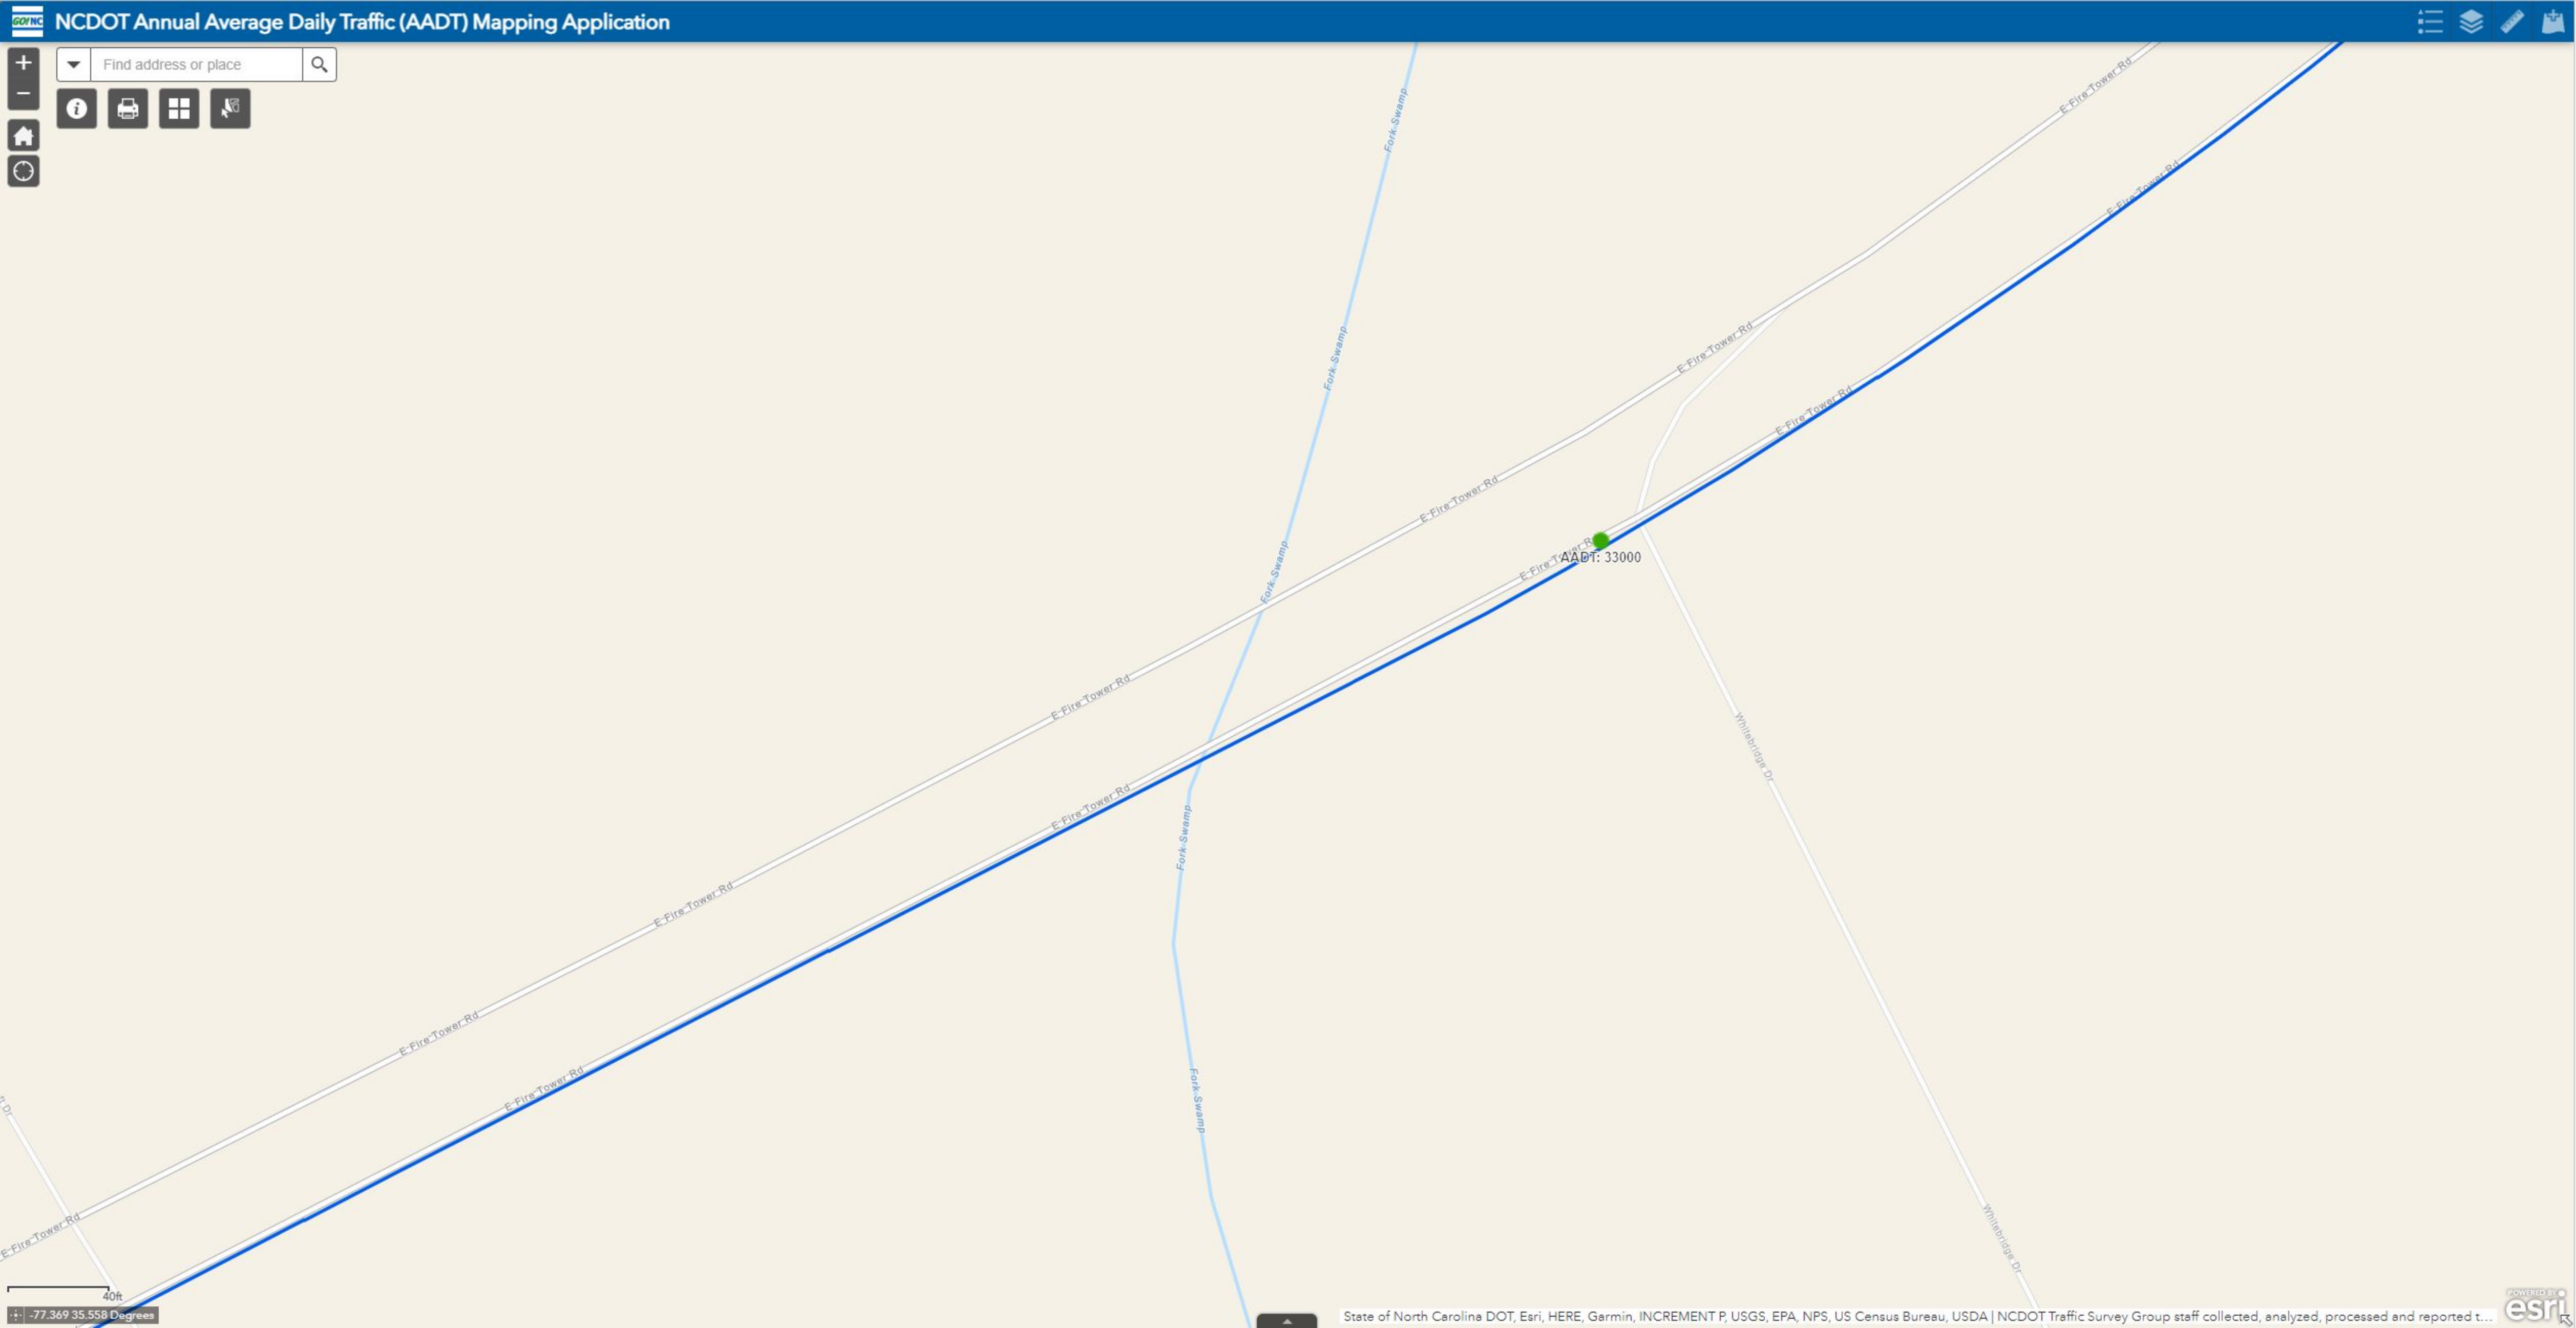 GO!NC NCDOT Annual Average Daily Traffic (AADT) Mapping Application
Find address or place
E Fire Tower Rd
Fork Swamp
E Fire Tower Rd
Fork Swamp
E Fire Tower Rd
E Fire Tower Rd
E Fire Tower Rd
Fork Swamp
E Fire Tower Rd
AADT: 33000
E Fire Tower Rd
Whitebridge Dr
E Fire Tower Rd
Fork Swamp
E Fire Tower Rd
E Fire Tower Rd
E Fire Tower Rd
Fork Swamp
Dr
E Fire Tower Rd
Whitebridge Dr
40ft
-77.369 35.558 Degrees
State of North Carolina DOT, Esri, HERE, Garmin, INCREMENT P, USGS, EPA, NPS, US Census Bureau, USDA | NCDOT Traffic Survey Group staff collected, analyzed, processed and reported t...
POWERED BY
esri